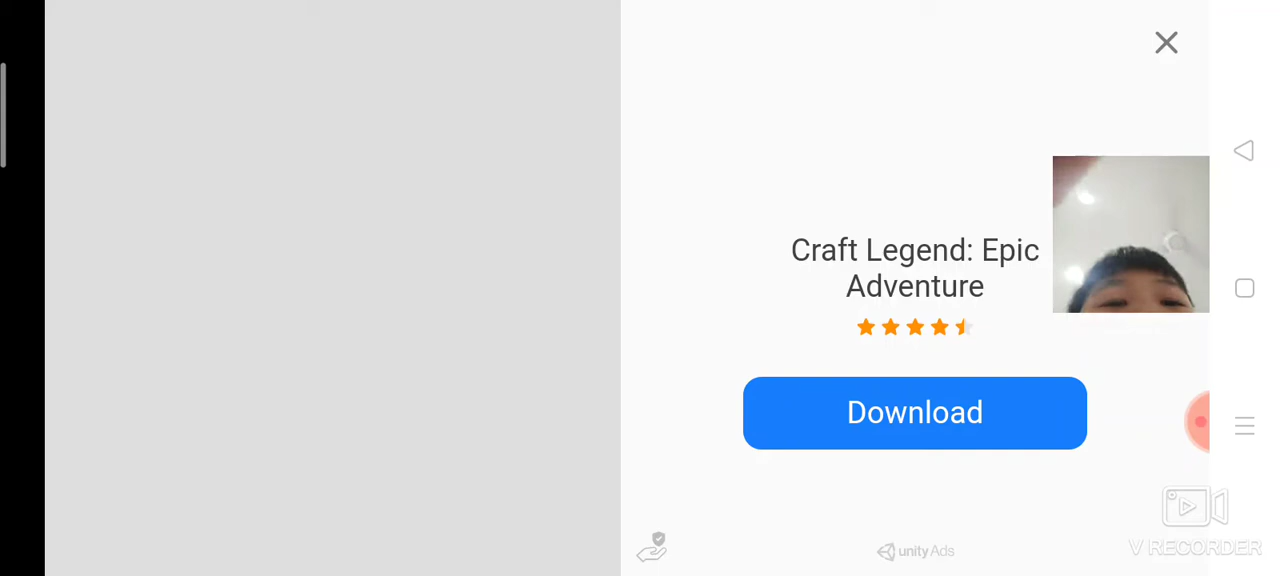 Craft Legend: Epic
Adventure
Download
unity Ads
V RECORDER